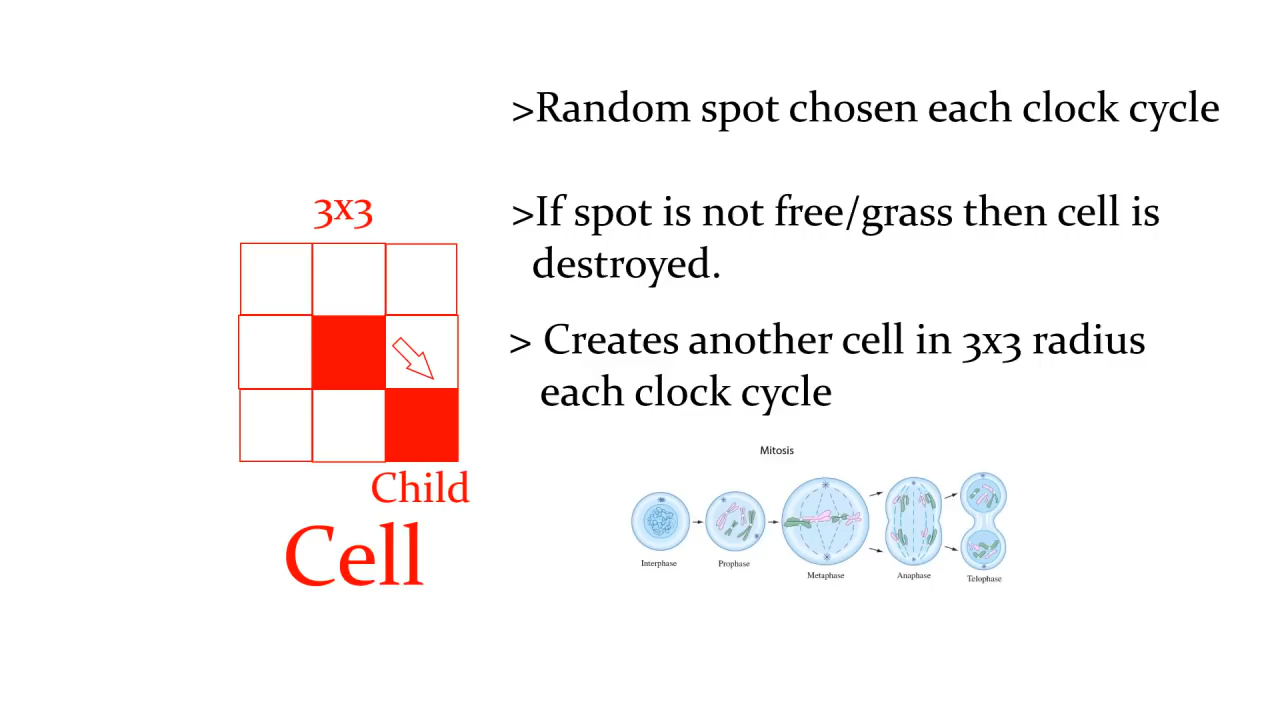 >Random spot chosen each clock cycle
3x3
>If spot is not free/grass then cell is
destroyed.
> Creates another cell in 3x3 radius
each clock cycle
Child
Cell
Mitosis
Interphase
Prophase
Metaphase
Anaphase
Telophase